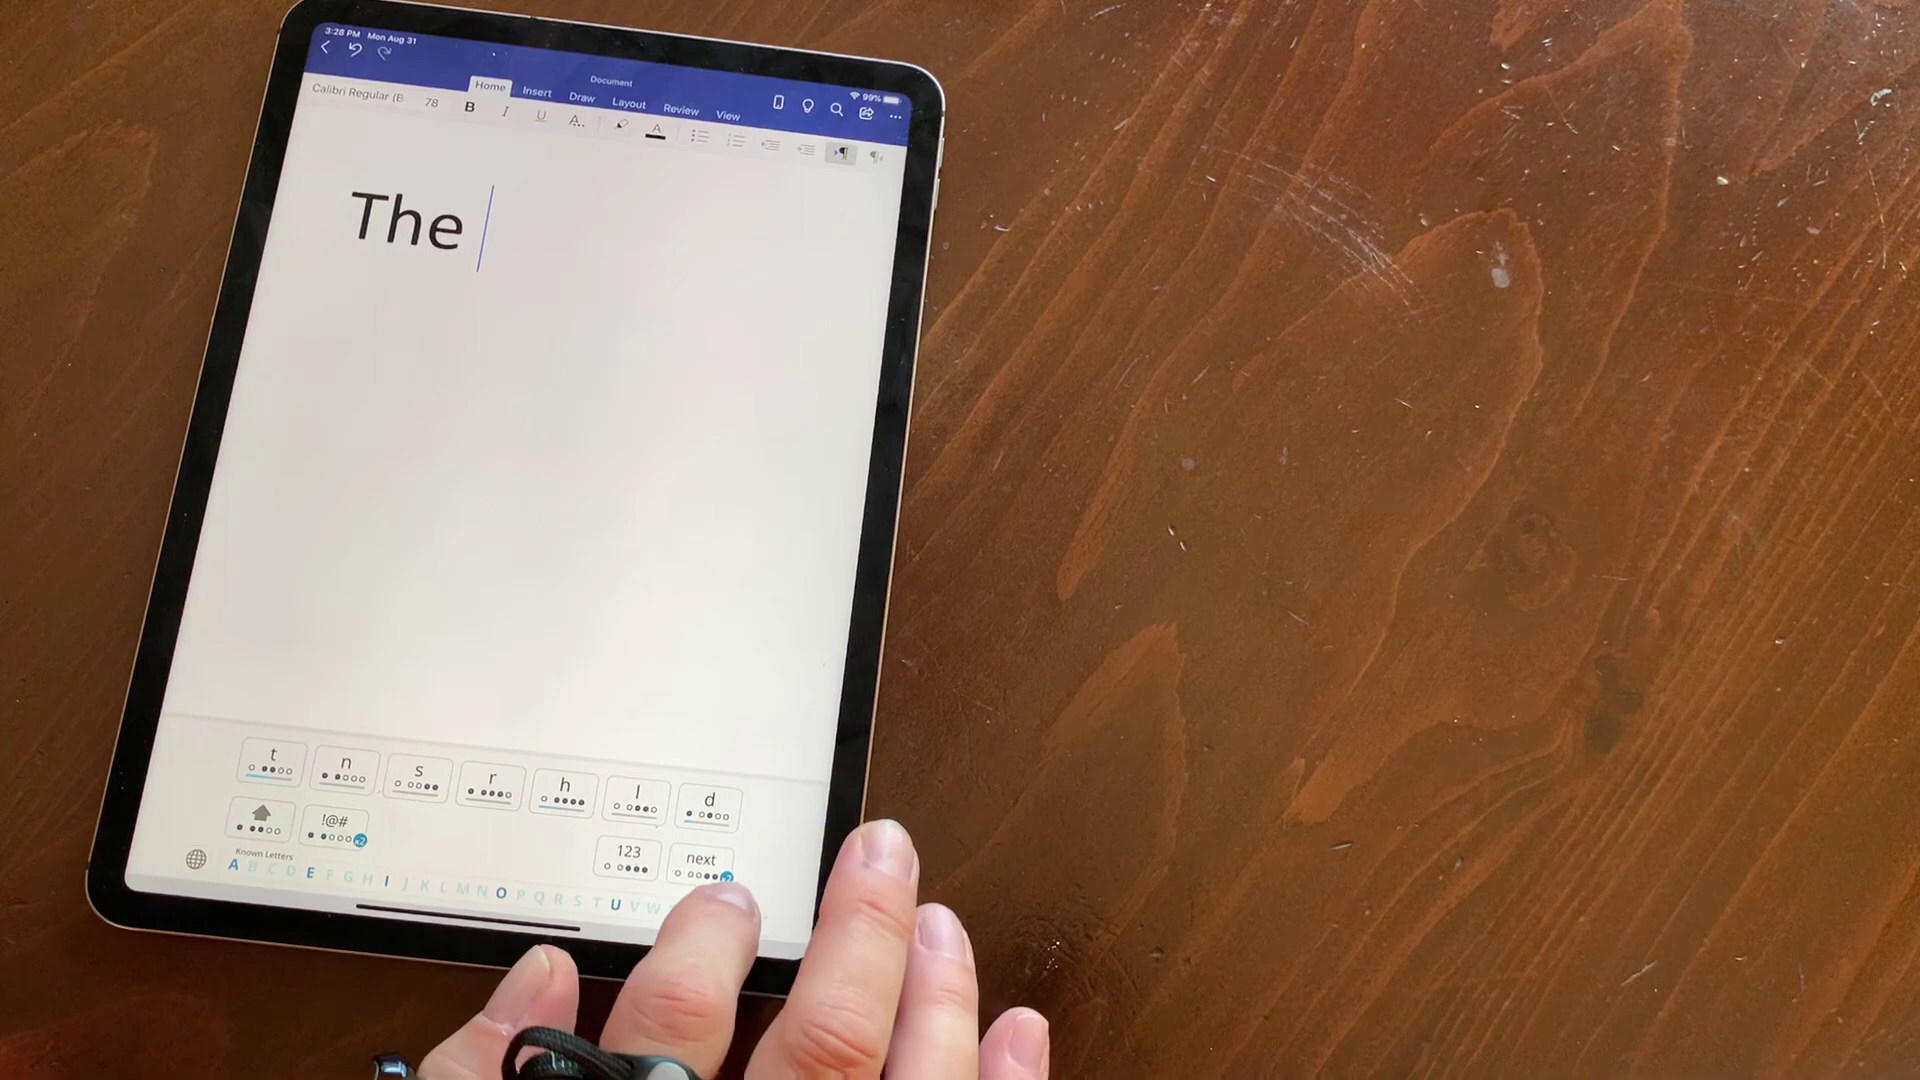 3:28 PM Mon Aug 31
99%
Document
Home Insert Draw Layout Review View
Calibri Regular (B 78 B I U A.. A
The
t n s r h l d
!@# x2 123 next
Known Letters
A B C D E F G H I J K L M N O P Q R S T U V W